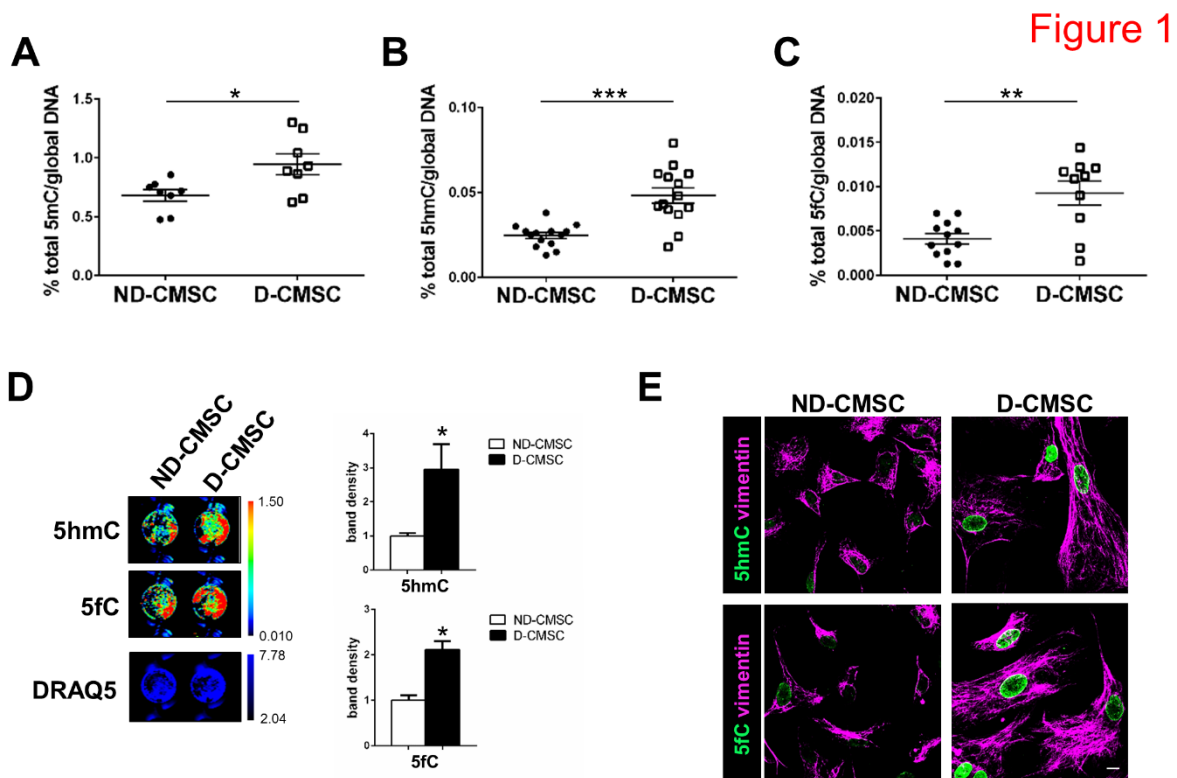 Figure 1
A
B
C
*
***
**
% total 5mC/global DNA
1.5
1.0
0.5
0.0
ND-CMSC
D-CMSC
% total 5hmC/global DNA
0.10
0.05
0.00
ND-CMSC
D-CMSC
% total 5fC/global DNA
0.020
0.015
0.010
0.005
0.000
ND-CMSC
D-CMSC
D
ND-CMSC
D-CMSC
5hmC
5fC
DRAQ5
1.50
0.010
7.78
2.04
band density
4
3
2
1
0
*
ND-CMSC
D-CMSC
5hmC
band density
3
2
1
0
*
ND-CMSC
D-CMSC
5fC
E
ND-CMSC
D-CMSC
5hmC vimentin
5fC vimentin